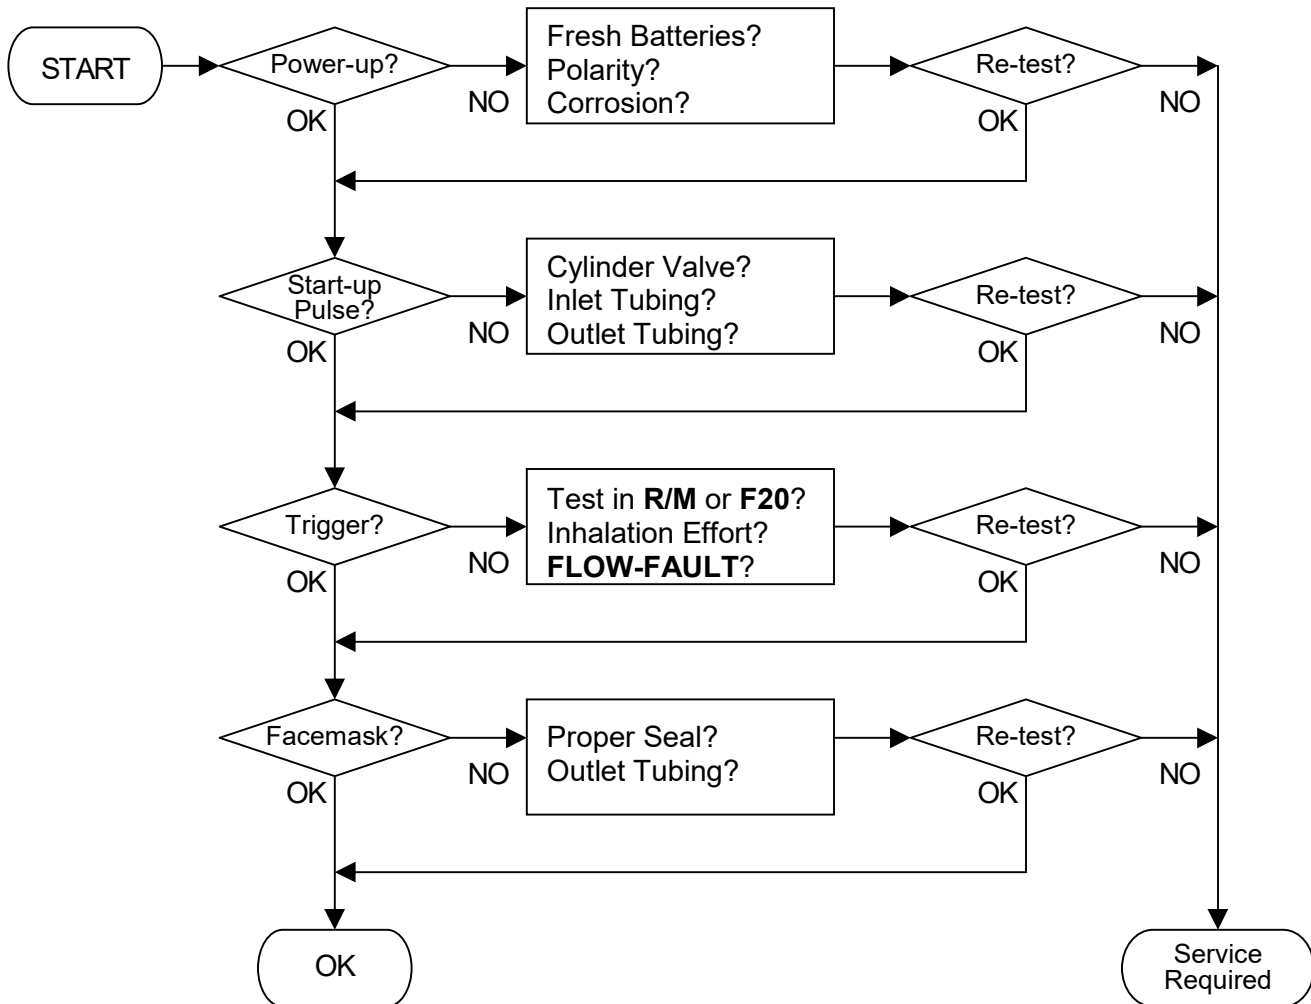 START
Power-up?
NO
OK
Fresh Batteries?
Polarity?
Corrosion?
Re-test?
NO
OK
Start-up
Pulse?
NO
OK
Cylinder Valve?
Inlet Tubing?
Outlet Tubing?
Re-test?
NO
OK
Trigger?
NO
OK
Test in R/M or F20?
Inhalation Effort?
FLOW-FAULT?
Re-test?
NO
OK
Facemask?
NO
OK
Proper Seal?
Outlet Tubing?
Re-test?
NO
OK
OK
Service
Required